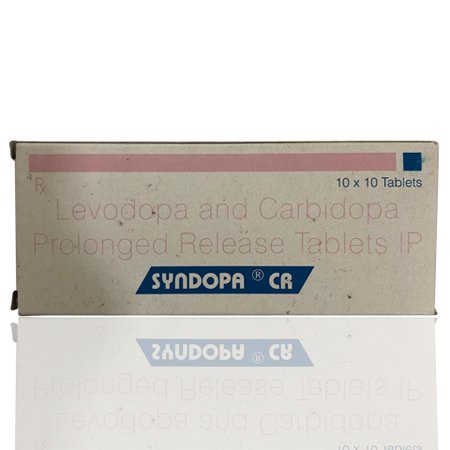 10 x 10 Tablets
Rx
Levodopa and Carbidopa
Prolonged Release Tablets IP
SYNDOPA ® CR